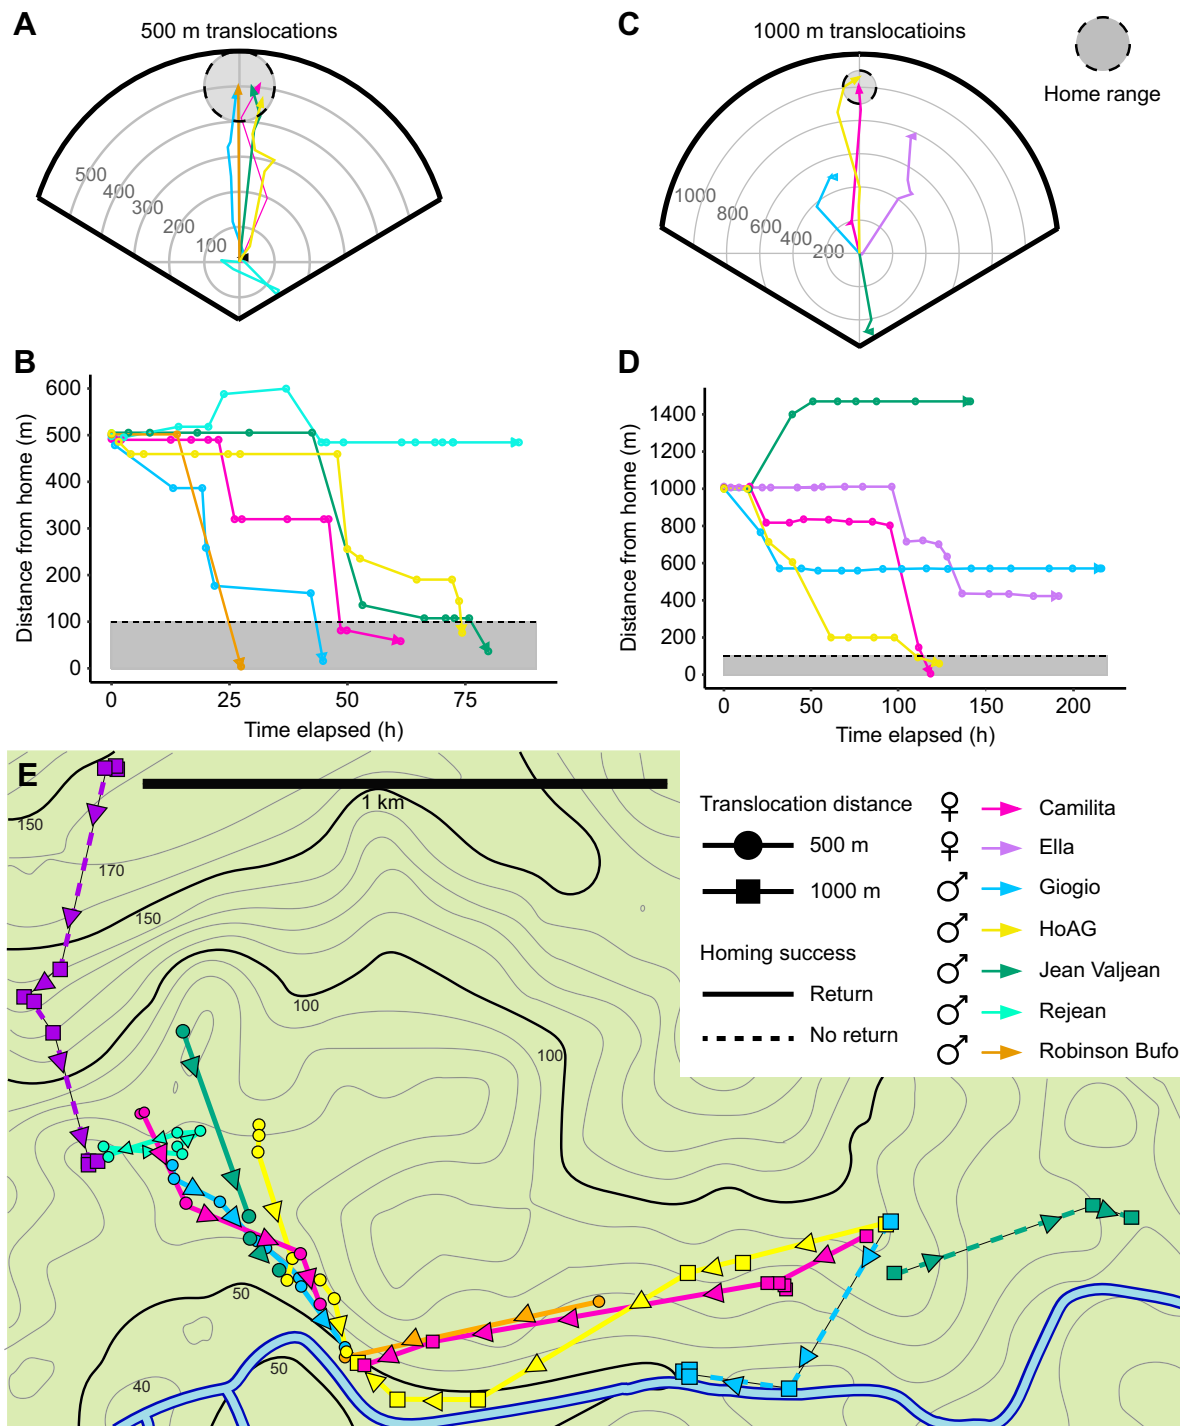 A
500 m translocations
500
400
300
200
100
C
1000 m translocatioins
1000
800
600
400
200
Home range
B
Distance from home (m)
600
500
400
300
200
100
0
0
25
50
75
Time elapsed (h)
D
Distance from home (m)
1400
1000
800
600
400
200
0
0
50
100
150
200
Time elapsed (h)
E
1 km
150
170
150
100
100
50
50
40
Translocation distance
500 m
1000 m
Homing success
Return
No return
♀ Camilita
♀ Ella
♂ Giogio
♂ HoAG
♂ Jean Valjean
♂ Rejean
♂ Robinson Bufo